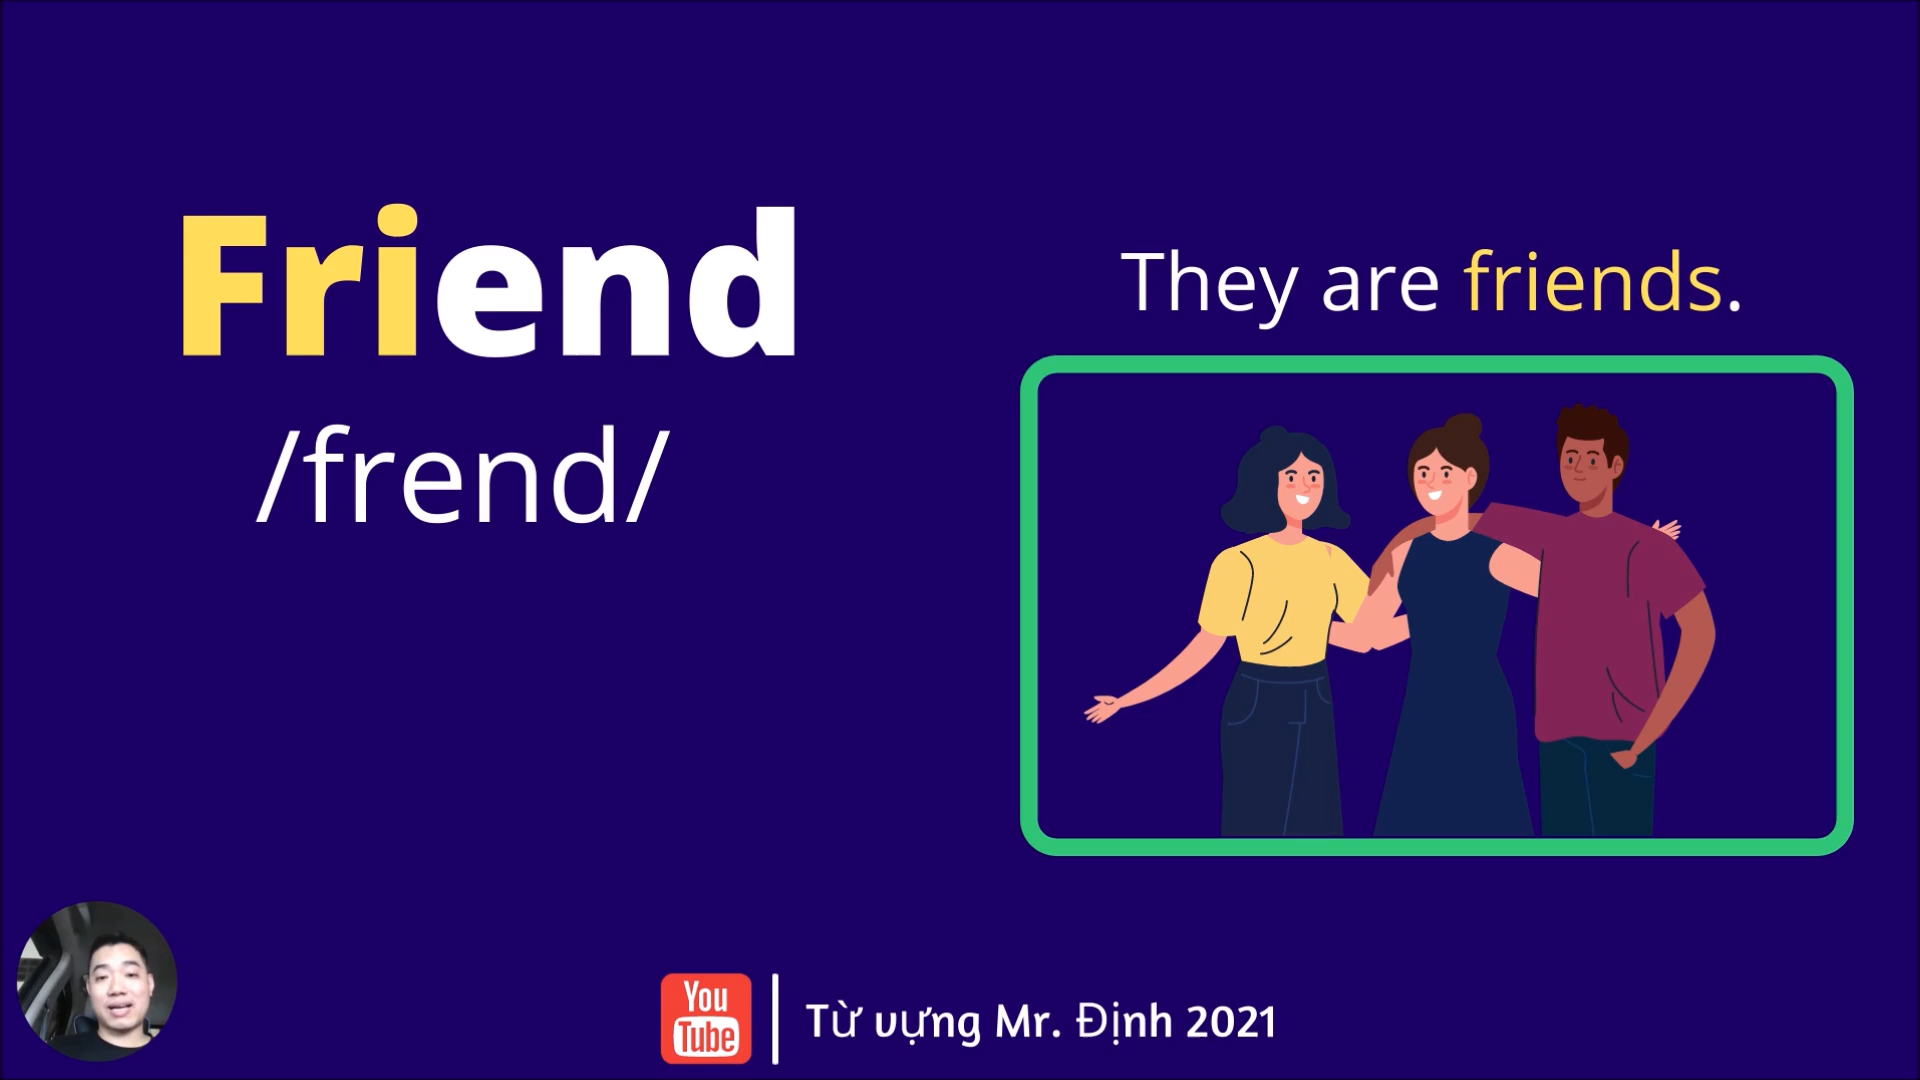 Friend
/frend/
They are friends.
You
Tube
Từ vựng Mr. Định 2021